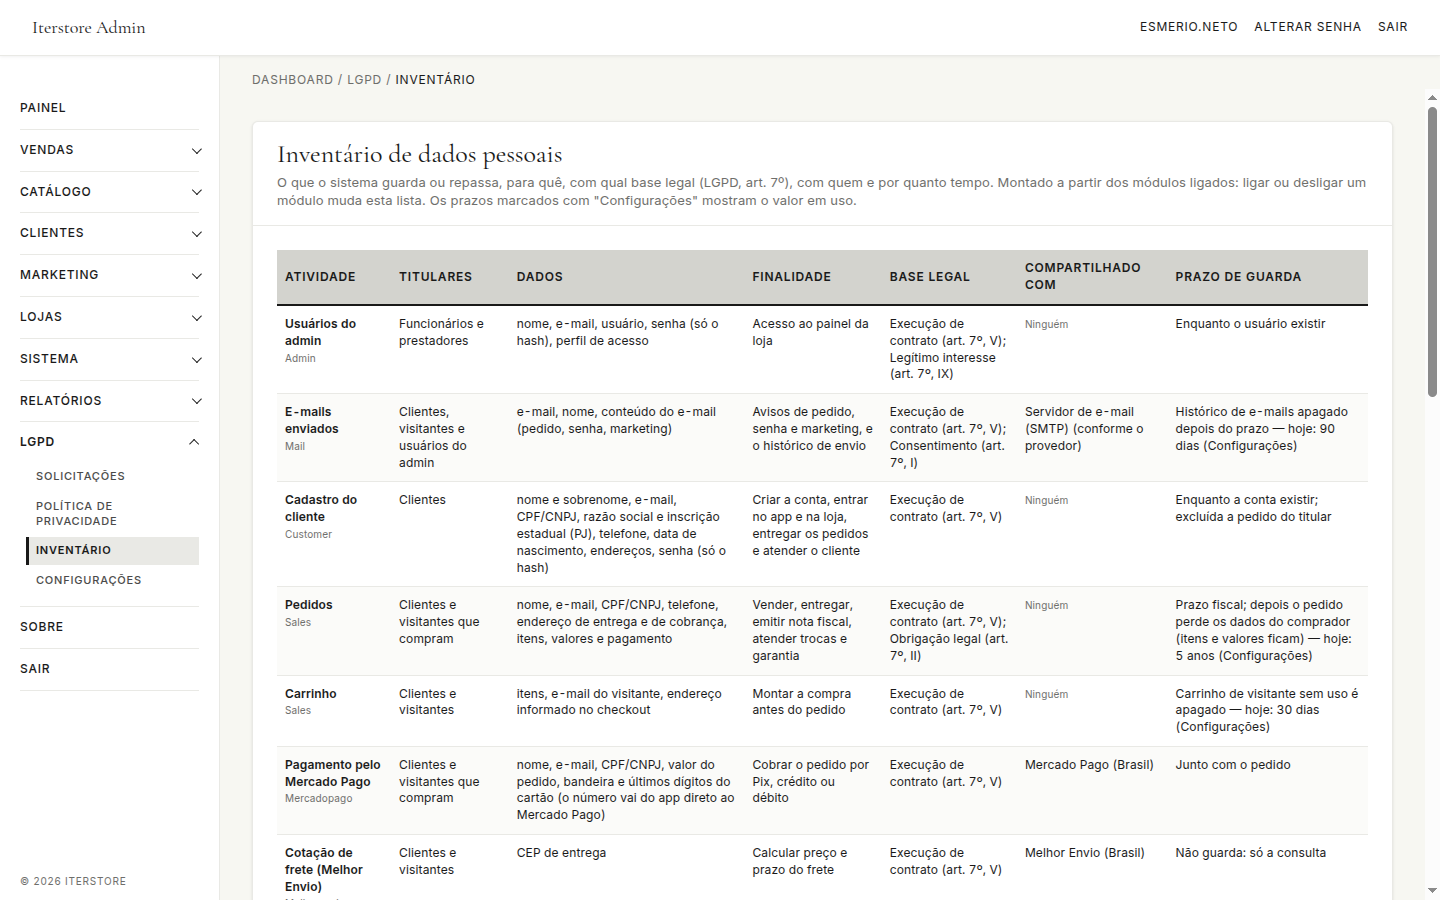 Iterstore Admin
ESMERIO.NETO ALTERAR SENHA SAIR
DASHBOARD / LGPD / INVENTÁRIO
PAINEL
VENDAS
CATÁLOGO
CLIENTES
MARKETING
LOJAS
SISTEMA
RELATÓRIOS
LGPD
SOLICITAÇÕES
POLÍTICA DE
PRIVACIDADE
INVENTÁRIO
CONFIGURAÇÕES
SOBRE
SAIR
© 2026 ITERSTORE
Inventário de dados pessoais
O que o sistema guarda ou repassa, para quê, com qual base legal (LGPD, art. 7º), com quem e por quanto tempo. Montado a partir dos módulos ligados: ligar ou desligar um
módulo muda esta lista. Os prazos marcados com "Configurações" mostram o valor em uso.
ATIVIDADE
TITULARES
DADOS
FINALIDADE
BASE LEGAL
COMPARTILHADO
COM
PRAZO DE GUARDA
Usuários do
admin
Admin
Funcionários e
prestadores
nome, e-mail, usuário, senha (só o
hash), perfil de acesso
Acesso ao painel da
loja
Execução de
contrato (art. 7º, V);
Legítimo interesse
(art. 7º, IX)
Ninguém
Enquanto o usuário existir
E-mails
enviados
Mail
Clientes,
visitantes e
usuários do
admin
e-mail, nome, conteúdo do e-mail
(pedido, senha, marketing)
Avisos de pedido,
senha e marketing, e
o histórico de envio
Execução de
contrato (art. 7º, V);
Consentimento (art.
7º, I)
Servidor de e-mail
(SMTP) (conforme o
provedor)
Histórico de e-mails apagado
depois do prazo — hoje: 90
dias (Configurações)
Cadastro do
cliente
Customer
Clientes
nome e sobrenome, e-mail,
CPF/CNPJ, razão social e inscrição
estadual (PJ), telefone, data de
nascimento, endereços, senha (só o
hash)
Criar a conta, entrar
no app e na loja,
entregar os pedidos
e atender o cliente
Execução de
contrato (art. 7º, V)
Ninguém
Enquanto a conta existir;
excluída a pedido do titular
Pedidos
Sales
Clientes e
visitantes que
compram
nome, e-mail, CPF/CNPJ, telefone,
endereço de entrega e de cobrança,
itens, valores e pagamento
Vender, entregar,
emitir nota fiscal,
atender trocas e
garantia
Execução de
contrato (art. 7º, V);
Obrigação legal (art.
7º, II)
Ninguém
Prazo fiscal; depois o pedido
perde os dados do comprador
(itens e valores ficam) — hoje:
5 anos (Configurações)
Carrinho
Sales
Clientes e
visitantes
itens, e-mail do visitante, endereço
informado no checkout
Montar a compra
antes do pedido
Execução de
contrato (art. 7º, V)
Ninguém
Carrinho de visitante sem uso é
apagado — hoje: 30 dias
(Configurações)
Pagamento pelo
Mercado Pago
Mercadopago
Clientes e
visitantes que
compram
nome, e-mail, CPF/CNPJ, valor do
pedido, bandeira e últimos dígitos do
cartão (o número vai do app direto ao
Mercado Pago)
Cobrar o pedido por
Pix, crédito ou
débito
Execução de
contrato (art. 7º, V)
Mercado Pago (Brasil)
Junto com o pedido
Cotação de
frete (Melhor
Envio)
Clientes e
visitantes
CEP de entrega
Calcular preço e
prazo do frete
Execução de
contrato (art. 7º, V)
Melhor Envio (Brasil)
Não guarda: só a consulta